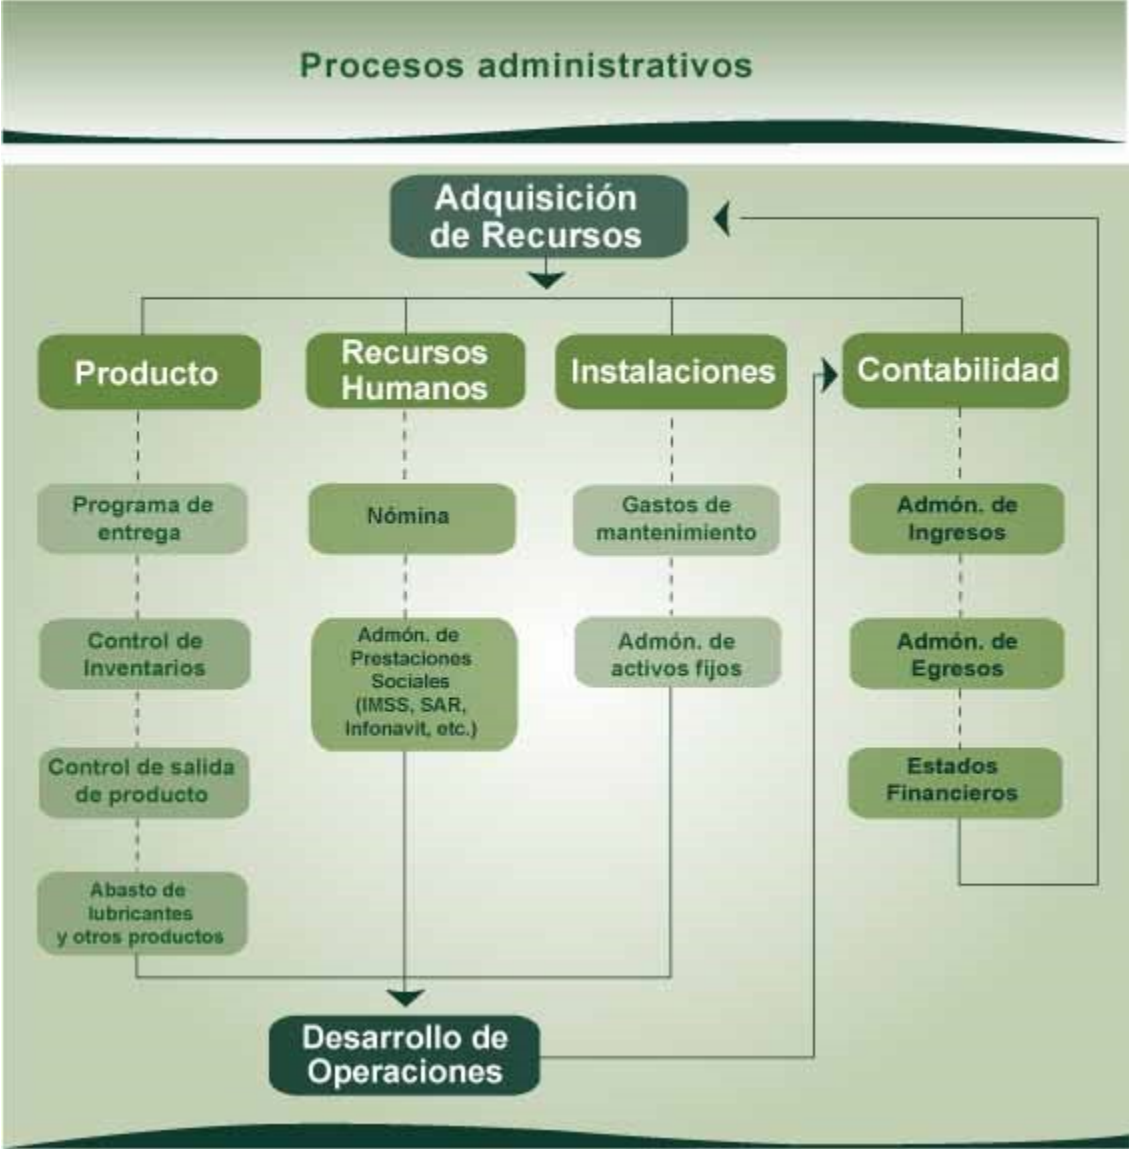 Procesos administrativos
Adquisición
de Recursos
Producto
Recursos
Humanos
Instalaciones
Contabilidad
Programa de
entrega
Nómina
Gastos de
mantenimiento
Admón. de
Ingresos
Control de
Inventarios
Admón. de
Prestaciones
Sociales
(IMSS, SAR,
Infonavit, etc.)
Admón. de
activos fijos
Admón. de
Egresos
Control de salida
de producto
Estados
Financieros
Abasto de
lubricantes
y otros productos
Desarrollo de
Operaciones